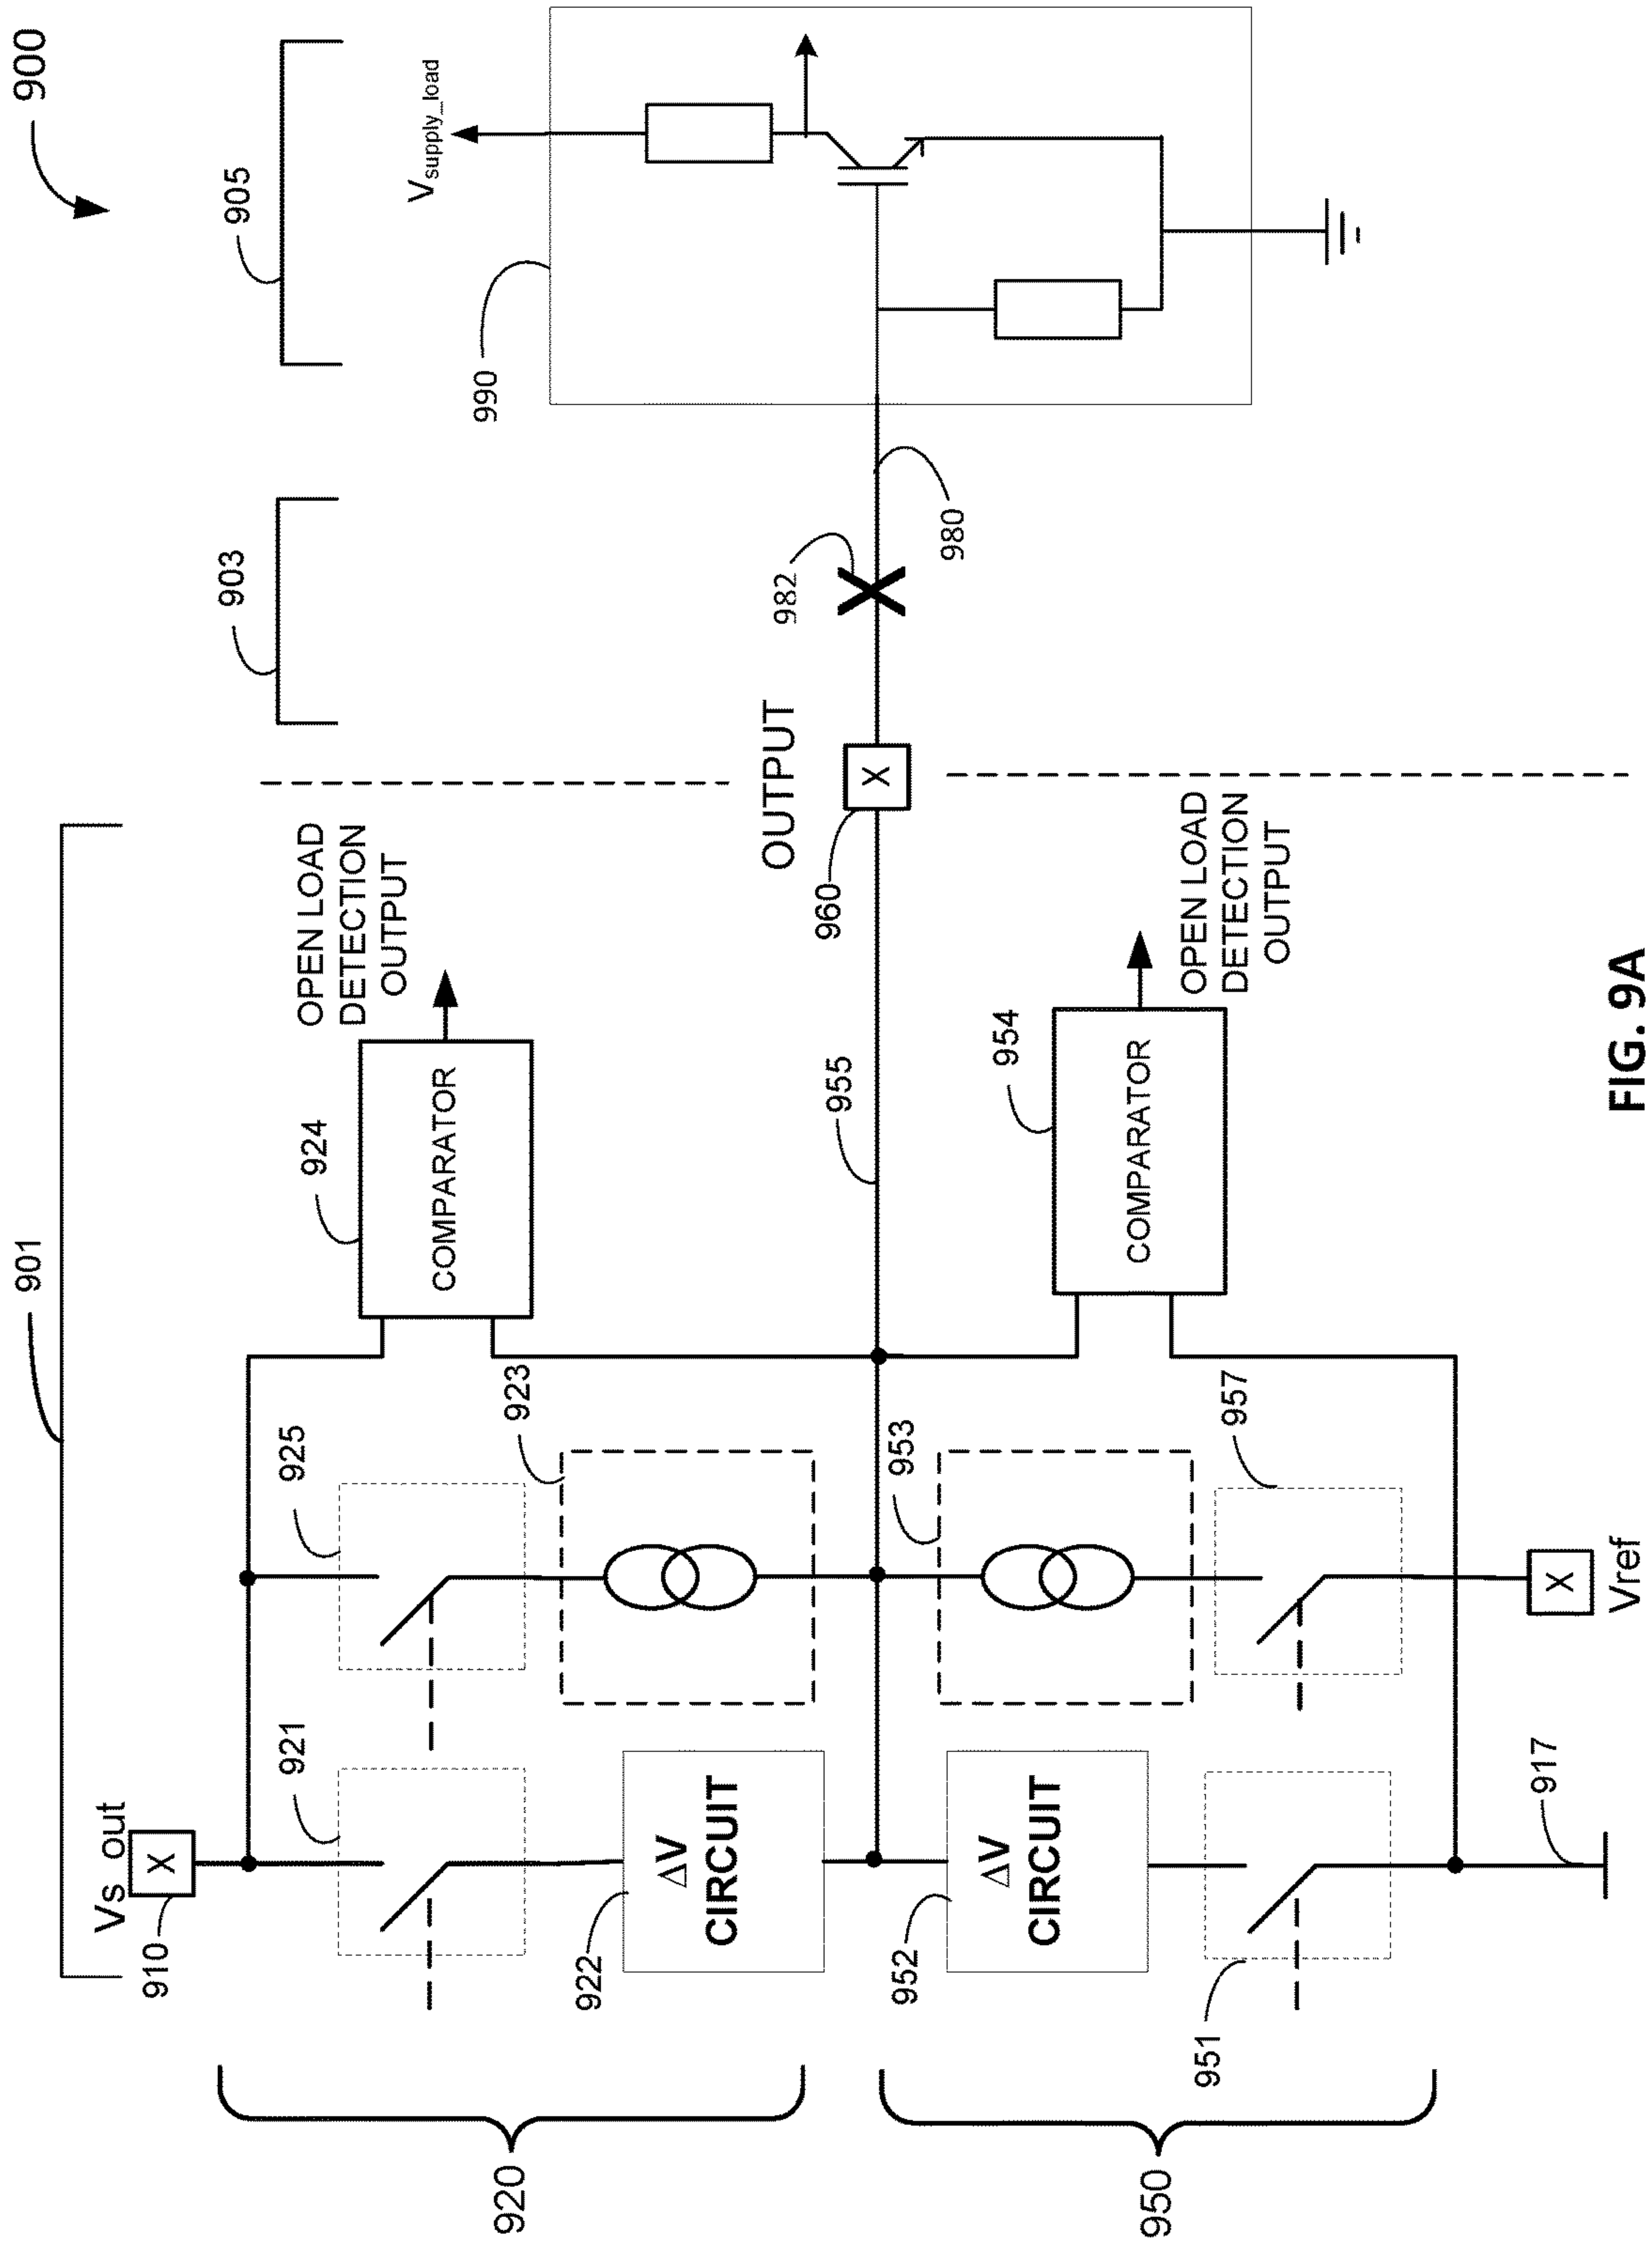 900
901
903
905
Vs out
X
910
917
920
921
925
922
ΔV
CIRCUIT
923
924
COMPARATOR
OPEN LOAD
DETECTION
OUTPUT
950
951
952
ΔV
CIRCUIT
953
957
X
Vref
954
COMPARATOR
OPEN LOAD
DETECTION
OUTPUT
955
OUTPUT
X
960
982
980
990
Vsupply_load
FIG. 9A